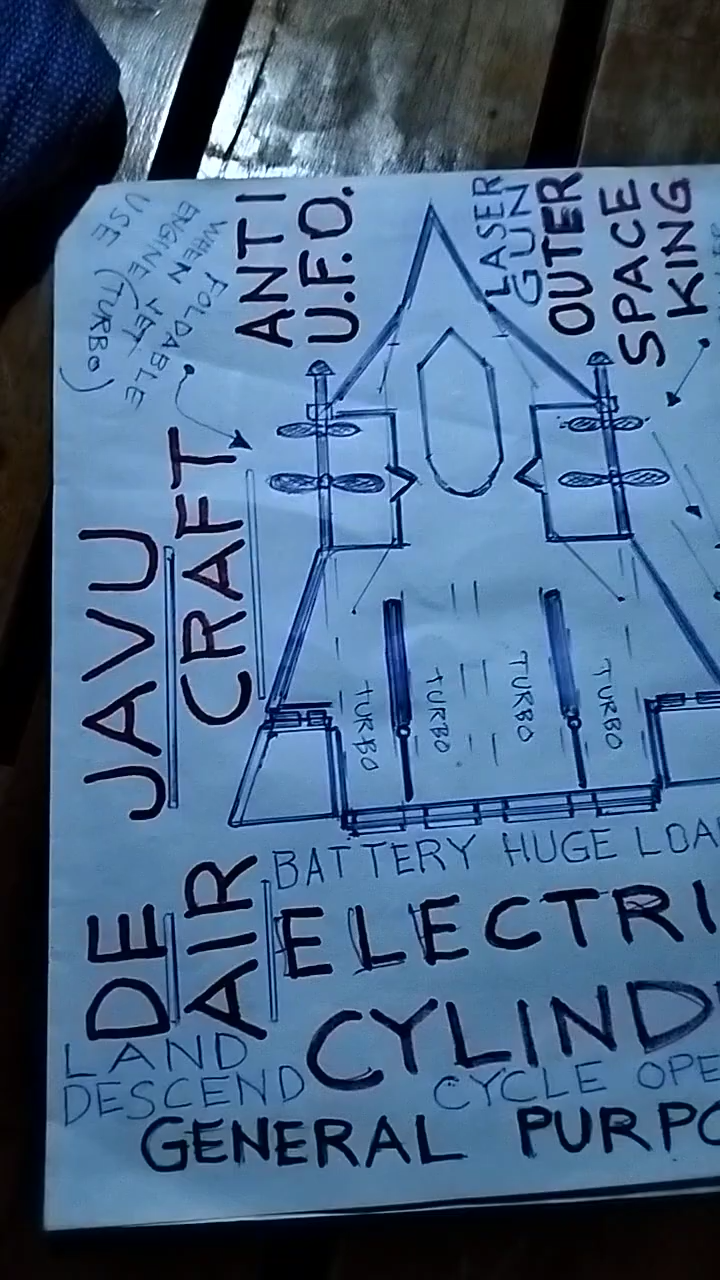 DE JAVU
AIR CRAFT
FOLDABLE
WHEN JET
ENGINE (TURBO)
USE
ANTI
U.F.O.
LASER
GUN
OUTER
SPACE
KING
TURBO
TURBO
TURBO
TURBO
BATTERY HUGE LOA
ELECTRI
CYLIND
LAND
DESCEND
CYCLE OPE
GENERAL PURPO